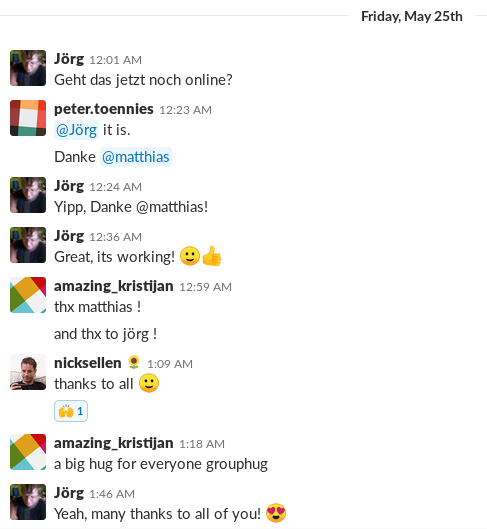 Friday, May 25th
Jörg 12:01 AM
Geht das jetzt noch online?
peter.toennies 12:23 AM
@Jörg it is.
Danke @matthias
Jörg 12:24 AM
Yipp, Danke @matthias!
Jörg 12:36 AM
Great, its working! 🙂👍
amazing_kristijan 12:59 AM
thx matthias !
and thx to jörg !
nicksellen 🌻 1:09 AM
thanks to all 🙂
🙌 1
amazing_kristijan 1:18 AM
a big hug for everyone grouphug
Jörg 1:46 AM
Yeah, many thanks to all of you! 😍